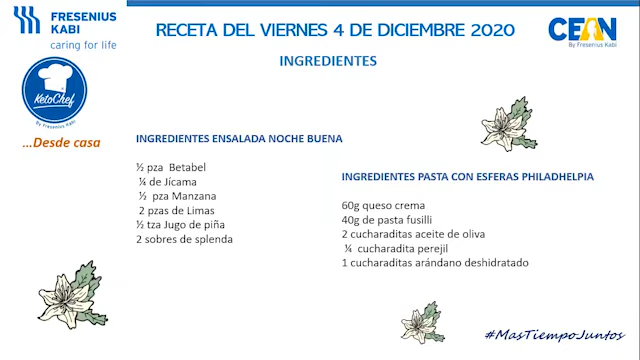 FRESENIUS
KABI
caring for life
RECETA DEL VIERNES 4 DE DICIEMBRE 2020
CEAN
By Fresenius Kabi
INGREDIENTES
KetoChef
By Fresenius Kabi
...Desde casa
INGREDIENTES ENSALADA NOCHE BUENA
½ pza Betabel
¼ de Jícama
½ pza Manzana
2 pzas de Limas
½ tza Jugo de piña
2 sobres de splenda
INGREDIENTES PASTA CON ESFERAS PHILADHELPIA
60g queso crema
40g de pasta fusilli
2 cucharaditas aceite de oliva
¼ cucharadita perejil
1 cucharaditas arándano deshidratado
#MasTiempoJuntos